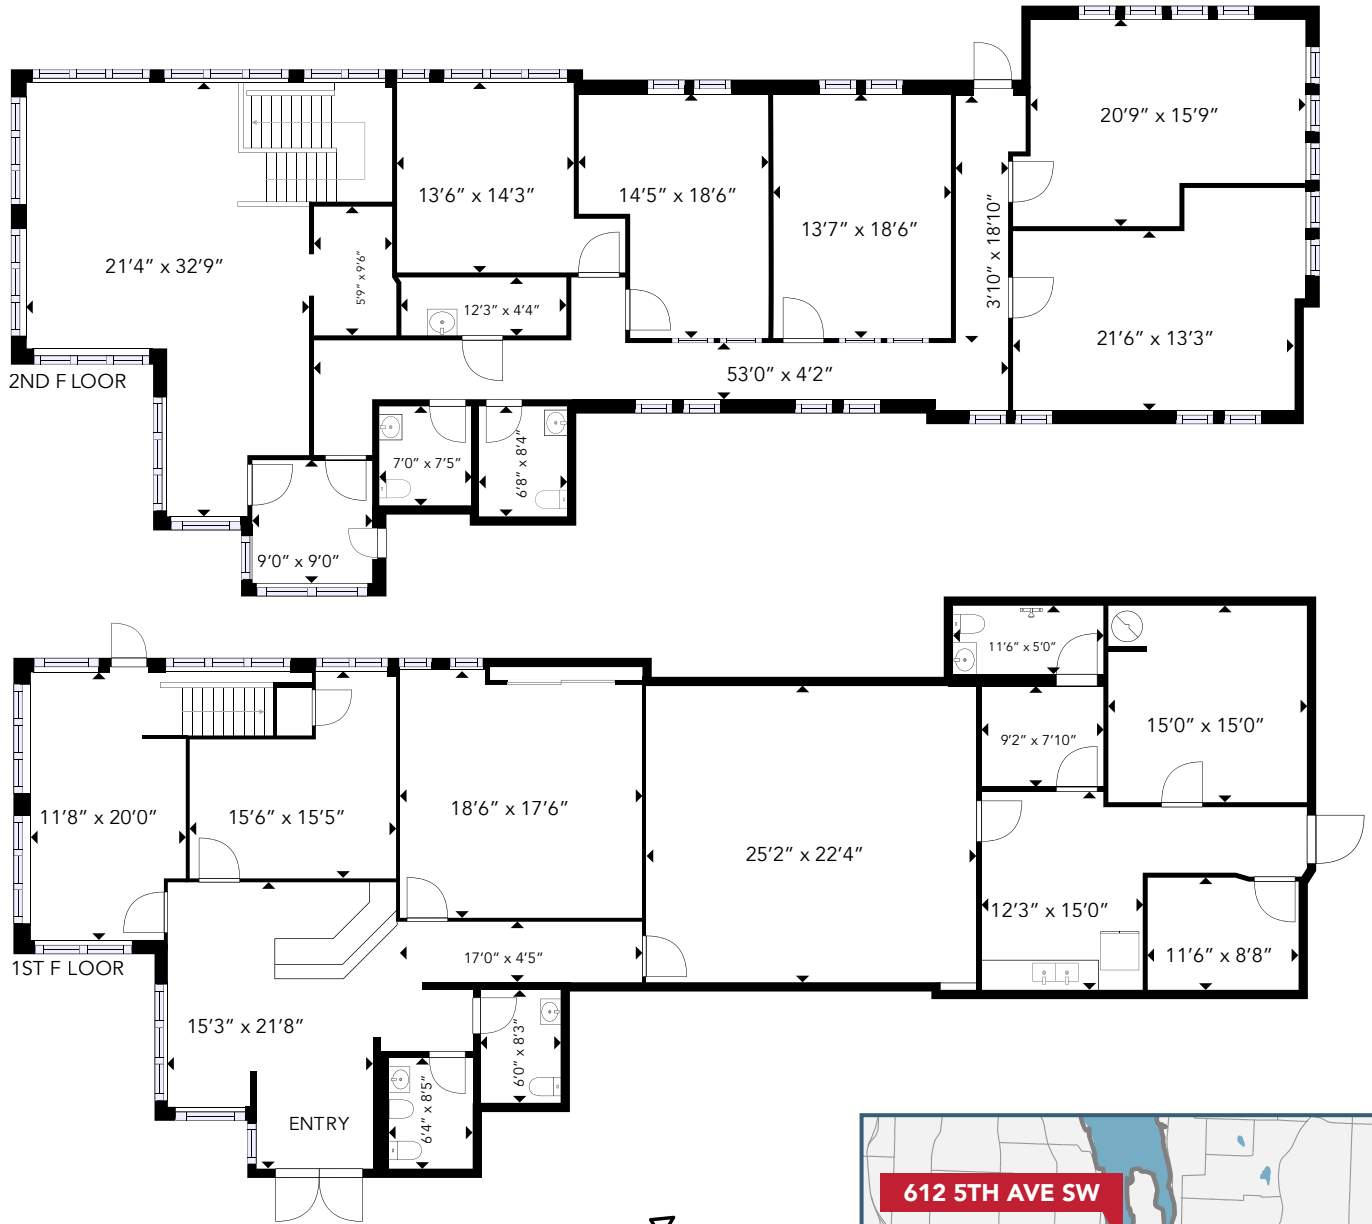 20'9" x 15'9"
13'6" x 14'3"
14'5" x 18'6"
13'7" x 18'6"
3'10" x 18'10"
21'4" x 32'9"
5'9" x 9'6"
12'3" x 4'4"
21'6" x 13'3"
53'0" x 4'2"
2ND FLOOR
7'0" x 7'5"
6'8" x 8'4"
9'0" x 9'0"
11'6" x 5'0"
15'0" x 15'0"
9'2" x 7'10"
11'8" x 20'0"
15'6" x 15'5"
18'6" x 17'6"
25'2" x 22'4"
12'3" x 15'0"
11'6" x 8'8"
17'0" x 4'5"
1ST FLOOR
15'3" x 21'8"
6'0" x 8'3"
6'4" x 8'5"
ENTRY
612 5TH AVE SW